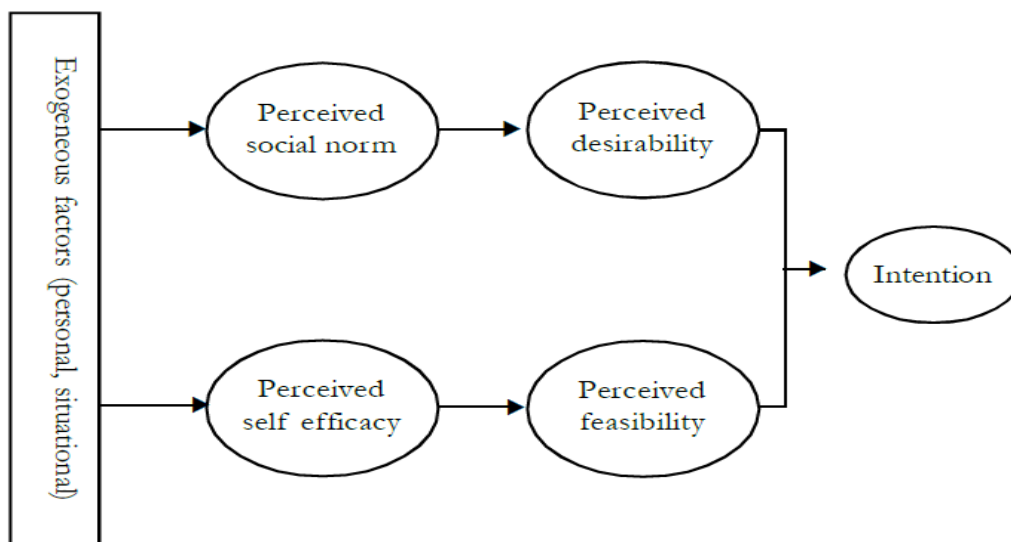 Exogeneous factors (personal, situational)
Perceived
social norm
Perceived
desirability
Intention
Perceived
self efficacy
Perceived
feasibility